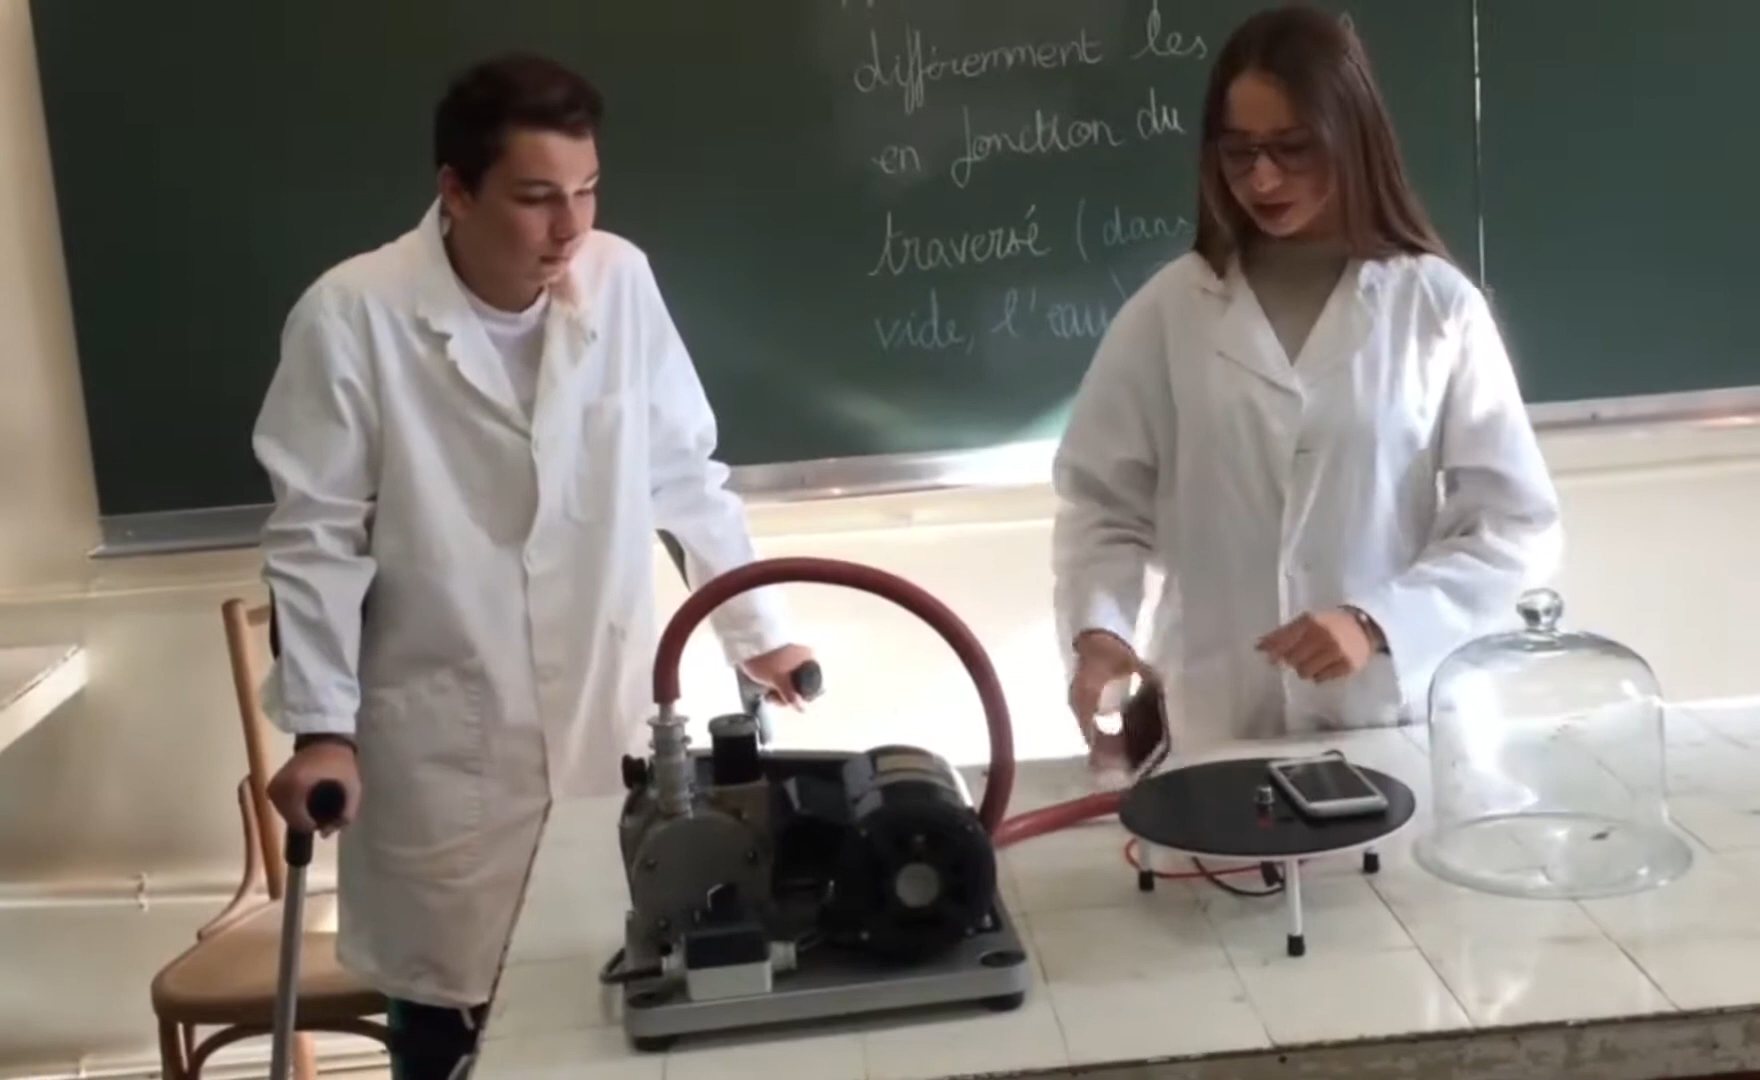 différemment les
en fonction du
traversé (dans
vide, l'eau)